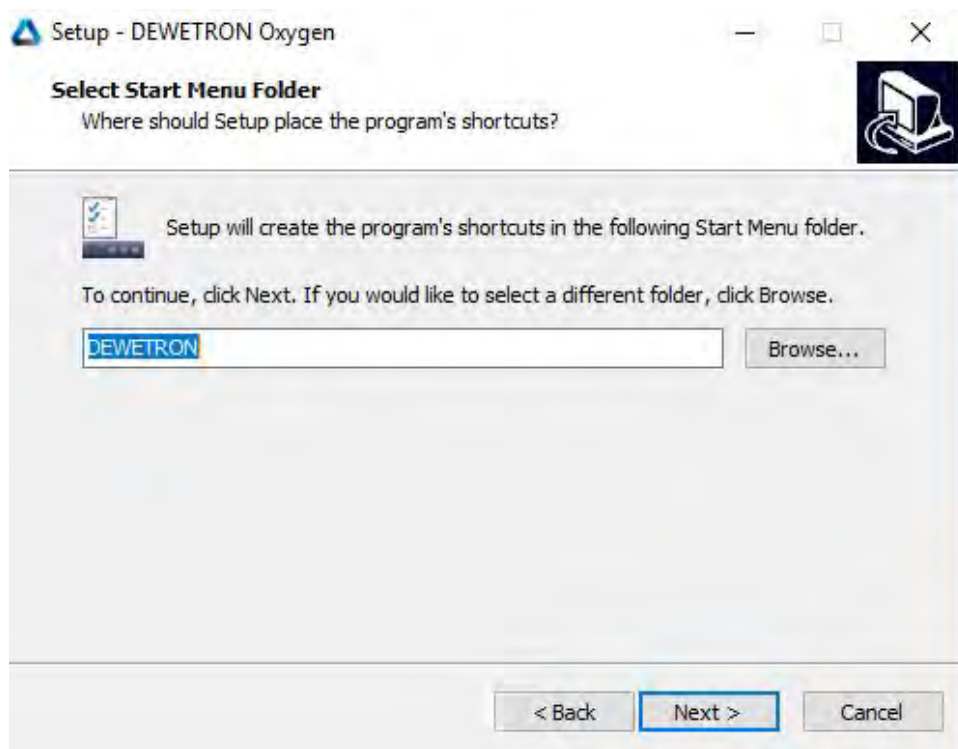 Setup - DEWETRON Oxygen
Select Start Menu Folder
Where should Setup place the program's shortcuts?
Setup will create the program's shortcuts in the following Start Menu folder.
To continue, click Next. If you would like to select a different folder, click Browse.
DEWETRON
Browse...
< Back
Next >
Cancel